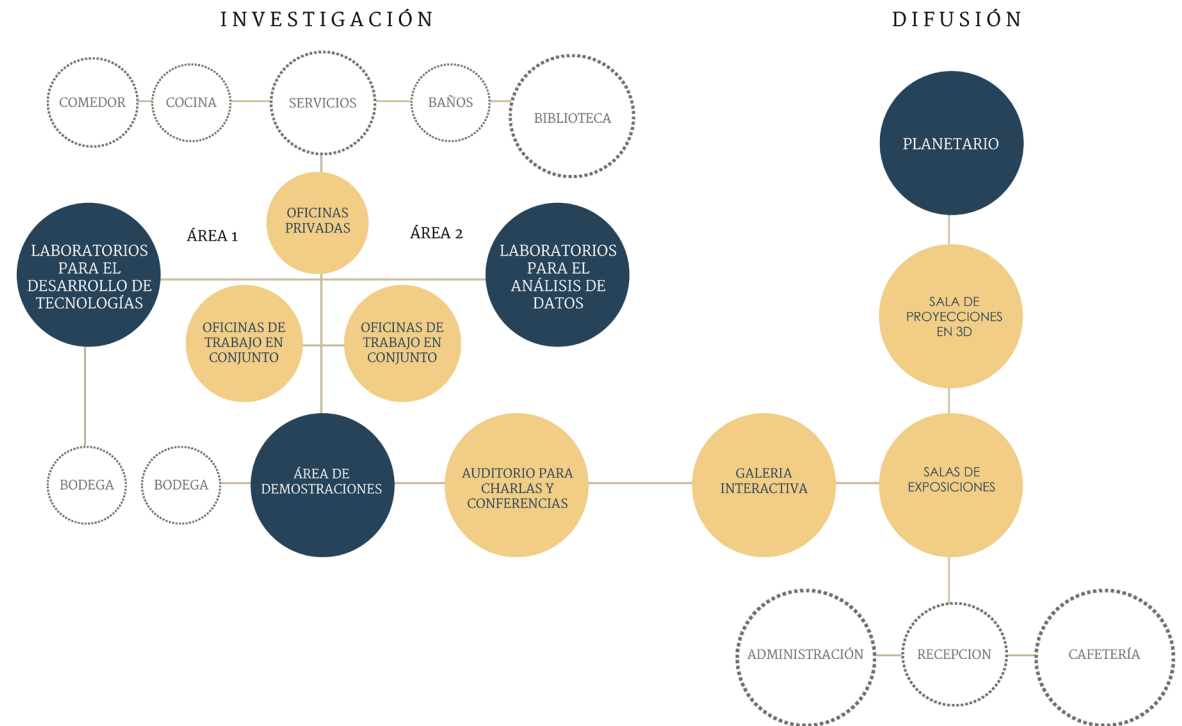 INVESTIGACIÓN
DIFUSIÓN
COMEDOR
COCINA
SERVICIOS
BAÑOS
BIBLIOTECA
PLANETARIO
OFICINAS
PRIVADAS
ÁREA 1
ÁREA 2
LABORATORIOS
PARA EL
DESARROLLO DE
TECNOLOGÍAS
LABORATORIOS
PARA EL
ANÁLISIS DE
DATOS
SALA DE
PROYECCIONES
EN 3D
OFICINAS DE
TRABAJO EN
CONJUNTO
OFICINAS DE
TRABAJO EN
CONJUNTO
BODEGA
BODEGA
ÁREA DE
DEMOSTRACIONES
AUDITORIO PARA
CHARLAS Y
CONFERENCIAS
GALERIA
INTERACTIVA
SALAS DE
EXPOSICIONES
ADMINISTRACIÓN
RECEPCION
CAFETERÍA